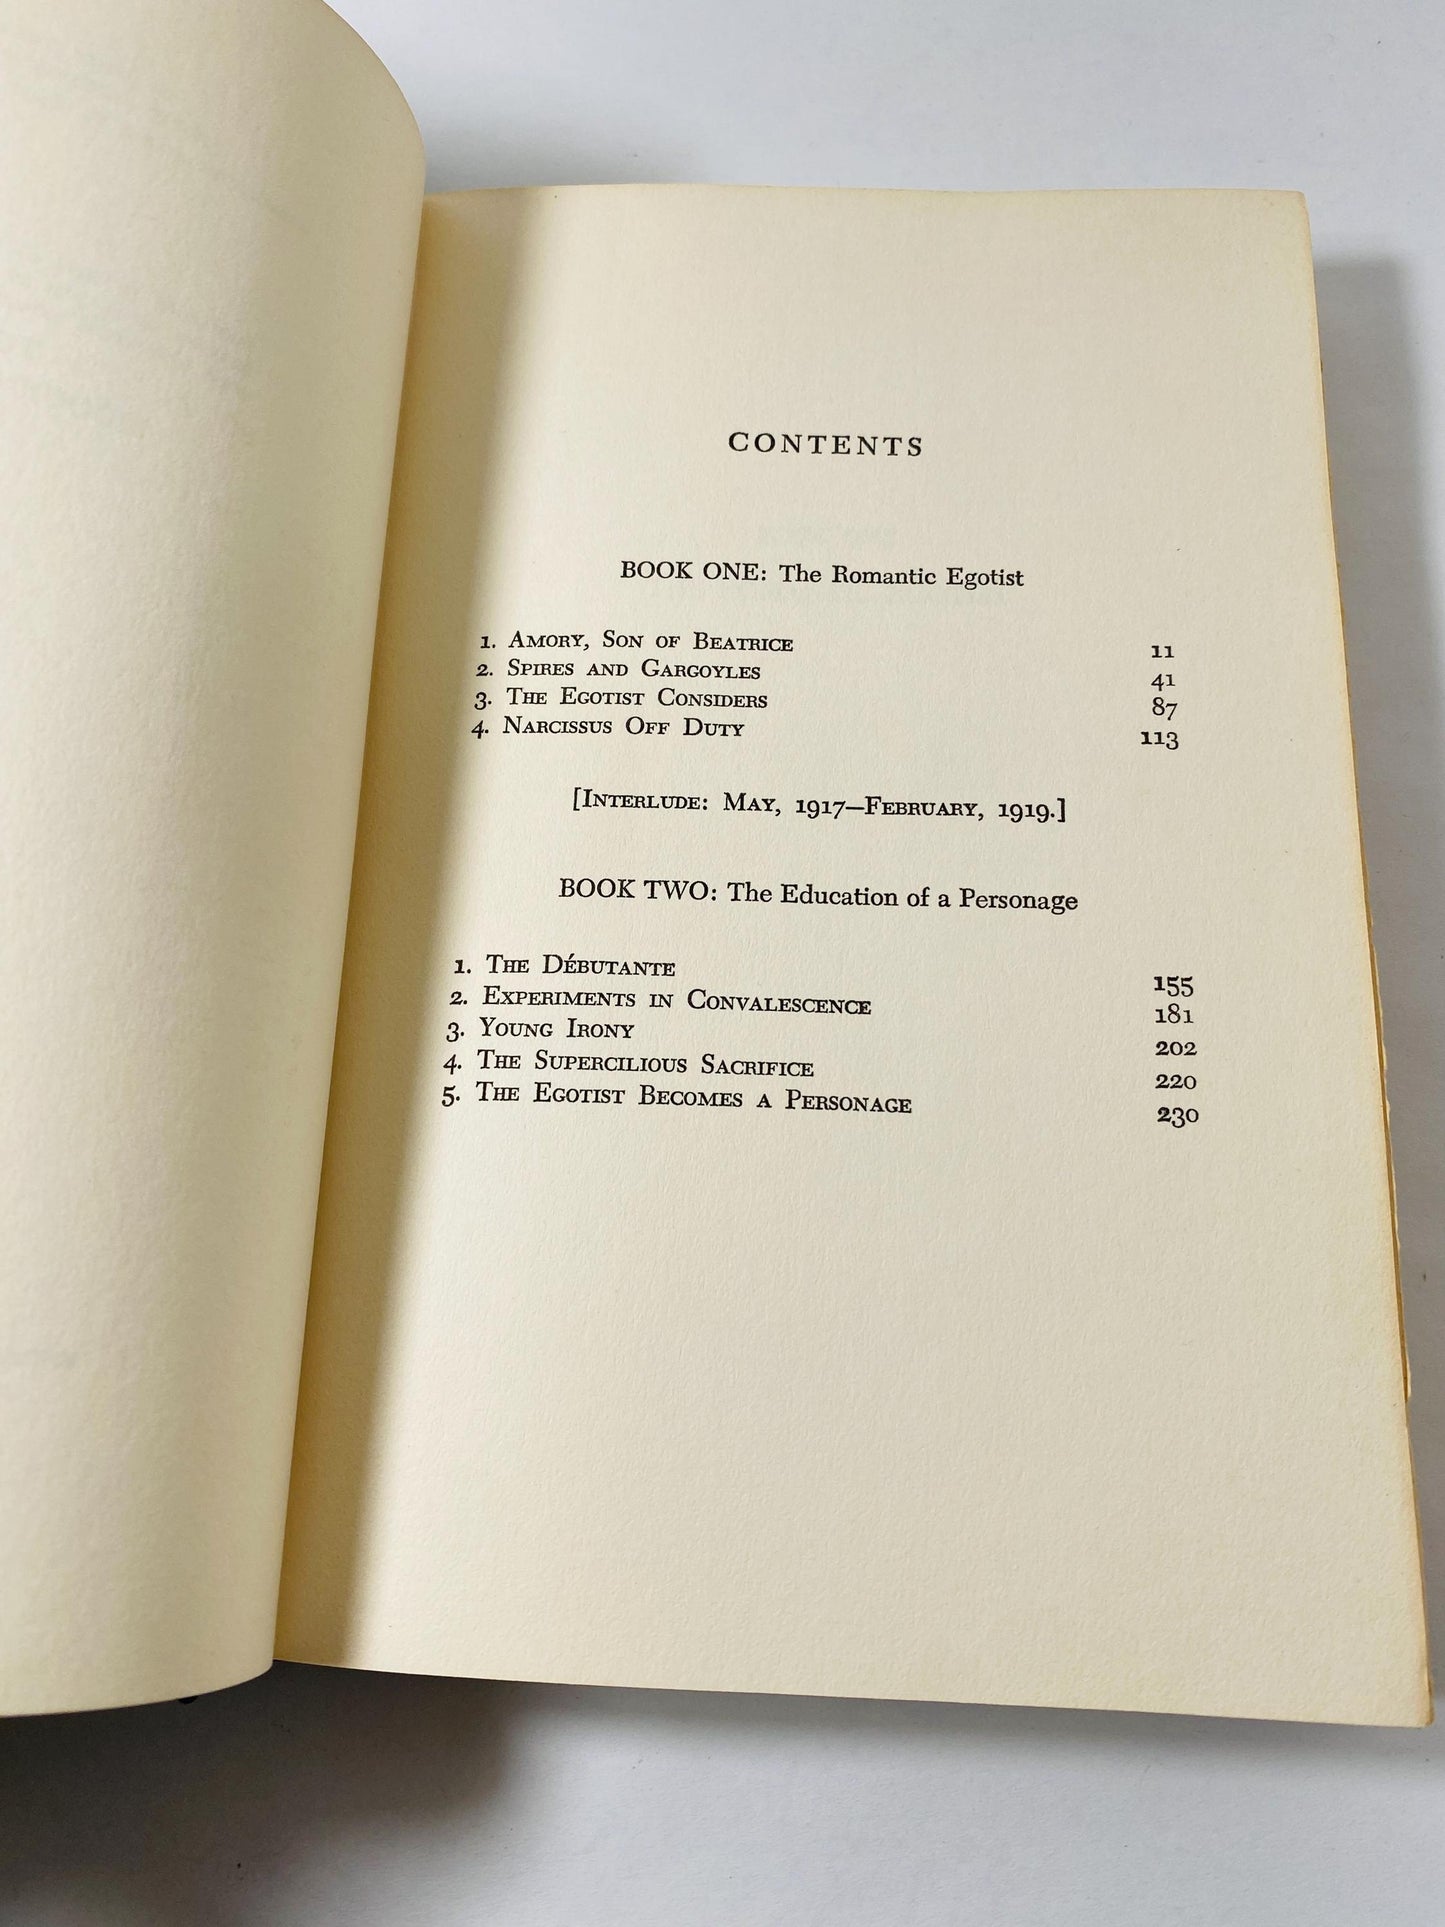 CONTENTS
BOOK ONE: The Romantic Egotist
1. Amory, Son of Beatrice 11
2. Spires and Gargoyles 41
3. The Egotist Considers 87
4. Narcissus Off Duty 113
[Interlude: May, 1917—February, 1919.]
BOOK TWO: The Education of a Personage
1. The Débutante 155
2. Experiments in Convalescence 181
3. Young Irony 202
4. The Supercilious Sacrifice 220
5. The Egotist Becomes a Personage 230